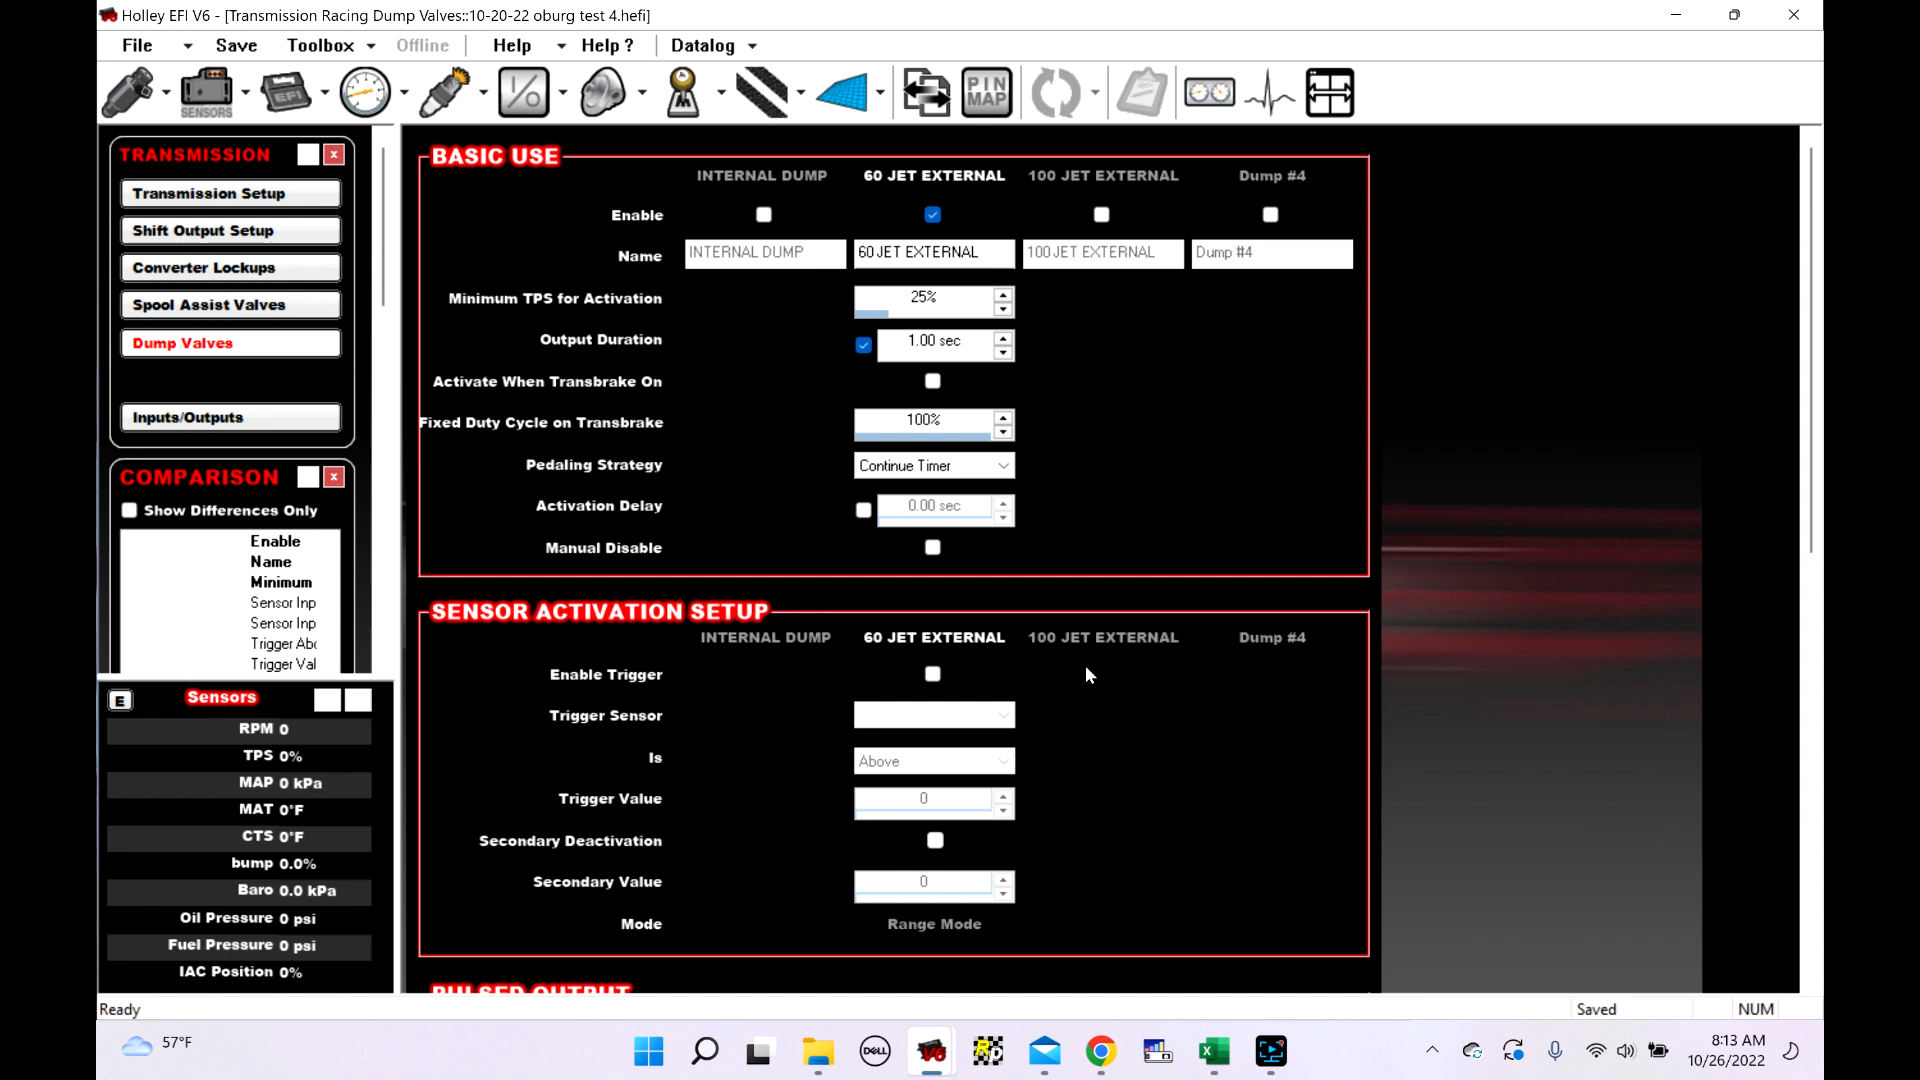 Holley EFI V6 - [Transmission Racing Dump Valves::10-20-22 oburg test 4.hefi]
File Save Toolbox Offline Help Help ? Datalog
SENSORS EFI 1/0 PIN MAP
TRANSMISSION
Transmission Setup
Shift Output Setup
Converter Lockups
Spool Assist Valves
Dump Valves
Inputs/Outputs
COMPARISON
Show Differences Only
Enable
Name
Minimum
Sensor Inp
Sensor Inp
Trigger Abc
Trigger Val
E Sensors
RPM 0
TPS 0%
MAP 0 kPa
MAT 0°F
CTS 0°F
bump 0.0%
Baro 0.0 kPa
Oil Pressure 0 psi
Fuel Pressure 0 psi
IAC Position 0%
BASIC USE
INTERNAL DUMP 60 JET EXTERNAL 100 JET EXTERNAL Dump #4
Enable
Name INTERNAL DUMP 60 JET EXTERNAL 100 JET EXTERNAL Dump #4
Minimum TPS for Activation 25%
Output Duration 1.00 sec
Activate When Transbrake On
Fixed Duty Cycle on Transbrake 100%
Pedaling Strategy Continue Timer
Activation Delay 0.00 sec
Manual Disable
SENSOR ACTIVATION SETUP
INTERNAL DUMP 60 JET EXTERNAL 100 JET EXTERNAL Dump #4
Enable Trigger
Trigger Sensor
Is Above
Trigger Value 0
Secondary Deactivation
Secondary Value 0
Mode Range Mode
PULSED OUTPUT
Ready Saved NUM
57°F
DELL V6
8:13 AM
10/26/2022